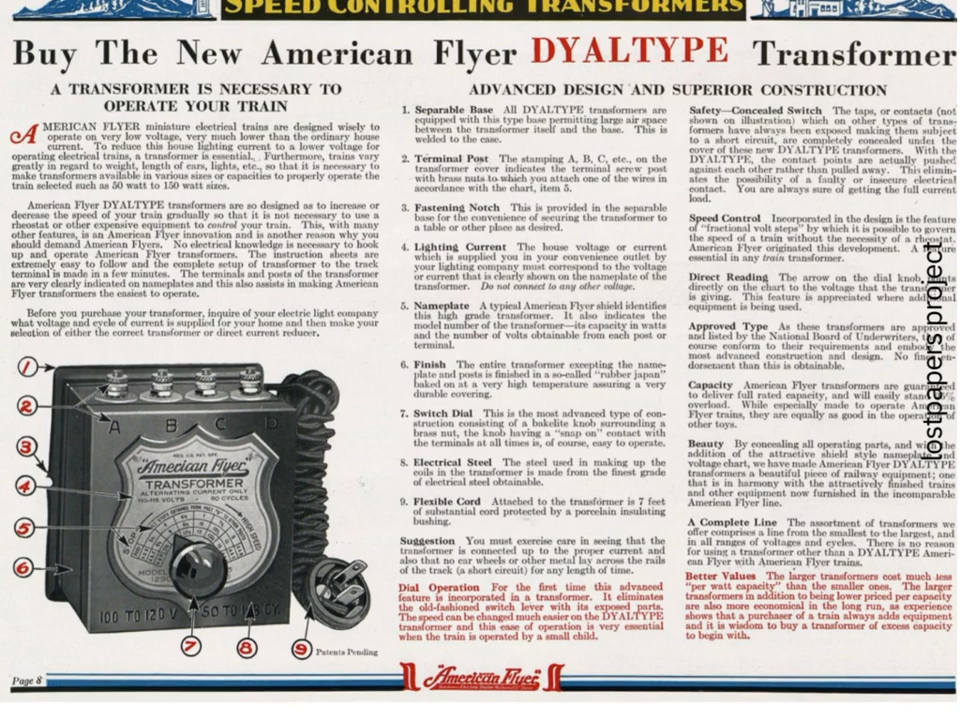 SPEED CONTROLLING TRANSFORMERS
Buy The New American Flyer DYALTYPE Transformer
A TRANSFORMER IS NECESSARY TO
OPERATE YOUR TRAIN
AMERICAN FLYER miniature electrical trains are designed wisely to
operate on very low voltage, very much lower than the ordinary house
current. To reduce this house lighting current to a lower voltage for
operating electrical trains, a transformer is essential. Furthermore, trains vary
greatly in regard to weight, length of cars, lights, etc., so that it is necessary to
make transformers available in various sizes or capacities to properly operate the
train selected such as 50 watt to 150 watt sizes.
American Flyer DYALTYPE transformers are so designed as to increase or
decrease the speed of your train gradually so that it is not necessary to use a
rheostat or other expensive equipment to control your train. This, with many
other features, is an American Flyer innovation and is another reason why you
should demand American Flyers. No electrical knowledge is necessary to hook
up and operate American Flyer transformers. The instruction sheets are
extremely easy to follow and the complete setup of transformer to the track
terminal is made in a few minutes. The terminals and posts of the transformer
are very clearly indicated on nameplates and this also assists in making American
Flyer transformers the easiest to operate.
Before you purchase your transformer, inquire of your electric light company
what voltage and cycle of current is supplied for your home and then make your
selection of either the correct transformer or direct current reducer.
1
2
3
4
5
6
7
8
9
A B C D
"American Flyer"
TRANSFORMER
ALTERNATING CURRENT ONLY
VOLTS CYCLES
STOP
SPEED
MODEL
100 TO 120 V 50 TO
Patents Pending
ADVANCED DESIGN AND SUPERIOR CONSTRUCTION
1. Separable Base All DYALTYPE transformers are
equipped with this type base permitting large air space
between the transformer itself and the base. This is
welded to the case.
2. Terminal Post The stamping A, B, C, etc., on the
transformer cover indicates the terminal screw post
with brass nuts to which you attach one of the wires in
accordance with the chart, item 5.
3. Fastening Notch This is provided in the separable
base for the convenience of securing the transformer to
a table or other place as desired.
4. Lighting Current The house voltage or current
which is supplied you in your convenience outlet by
your lighting company must correspond to the voltage
or current that is clearly shown on the nameplate of the
transformer. Do not connect to any other voltage.
5. Nameplate A typical American Flyer shield identifies
this high grade transformer. It also indicates the
model number of the transformer—its capacity in watts
and the number of volts obtainable from each post or
terminal.
6. Finish The entire transformer excepting the name-
plate and posts is finished in a so-called "rubber japan"
baked on at a very high temperature assuring a very
durable covering.
7. Switch Dial This is the most advanced type of con-
struction consisting of a bakelite knob surrounding a
brass nut, the knob having a "snap on" contact with
the terminals at all times is, of course, easy to operate.
8. Electrical Steel The steel used in making up the
coils in the transformer is made from the finest grade
of electrical steel obtainable.
9. Flexible Cord Attached to the transformer is 7 feet
of substantial cord protected by a porcelain insulating
bushing.
Suggestion You must exercise care in seeing that the
transformer is connected up to the proper current and
also that no car wheels or other metal lay across the rails
of the track (a short circuit) for any length of time.
Dial Operation For the first time this advanced
feature is incorporated in a transformer. It eliminates
the old-fashioned switch lever with its exposed parts.
The speed can be changed much easier on the DYALTYPE
transformer and this ease of operation is very essential
when the train is operated by a small child.
Safety—Concealed Switch The taps, or contacts (not
shown on illustration) which on other types of trans-
formers have always been exposed making them subject
to a short circuit, are completely concealed under the
cover of these new DYALTYPE transformers. With the
DYALTYPE, the contact points are actually pushed
against each other rather than pulled away. This elimin-
ates the possibility of a faulty or insecure electrical
contact. You are always sure of getting the full current
load.
Speed Control Incorporated in the design is the feature
of "fractional volt steps" by which it is possible to govern
the speed of a train without the necessity of a rheostat.
American Flyer originated this development. A
essential in any train transformer.
Direct Reading The arrow on the dial knob
directly on the chart to the voltage that the transformer
is giving. This feature is appreciated where additional
equipment is being used.
Approved Type As these transformers are approved
and listed by the National Board of Underwriters, they of
course conform to their requirements and embody the
most advanced construction and design. No finer en-
dorsement than this is obtainable.
Capacity American Flyer transformers are guaranteed
to deliver full rated capacity, and will easily stand
overload. While especially made to operate American
Flyer trains, they are equally as good in the operation of
other toys.
Beauty By concealing all operating parts, and with the
addition of the attractive shield style nameplate and
voltage chart, we have made American Flyer DYALTYPE
transformers a beautiful piece of railway equipment; one
that is in harmony with the attractively finished trains
and other equipment now furnished in the incomparable
American Flyer line.
A Complete Line The assortment of transformers we
offer comprises a line from the smallest to the largest, and
in all ranges of voltages and cycles. There is no reason
for using a transformer other than a DYALTYPE Ameri-
can Flyer with American Flyer trains.
Better Values The larger transformers cost much less
"per watt capacity" than the smaller ones. The larger
transformers in addition to being lower priced per capacity
are also more economical in the long run, as experience
shows that a purchaser of a train always adds equipment
and it is wisdom to buy a transformer of excess capacity
to begin with.
lostpapers project
Page 8
"American Flyer"